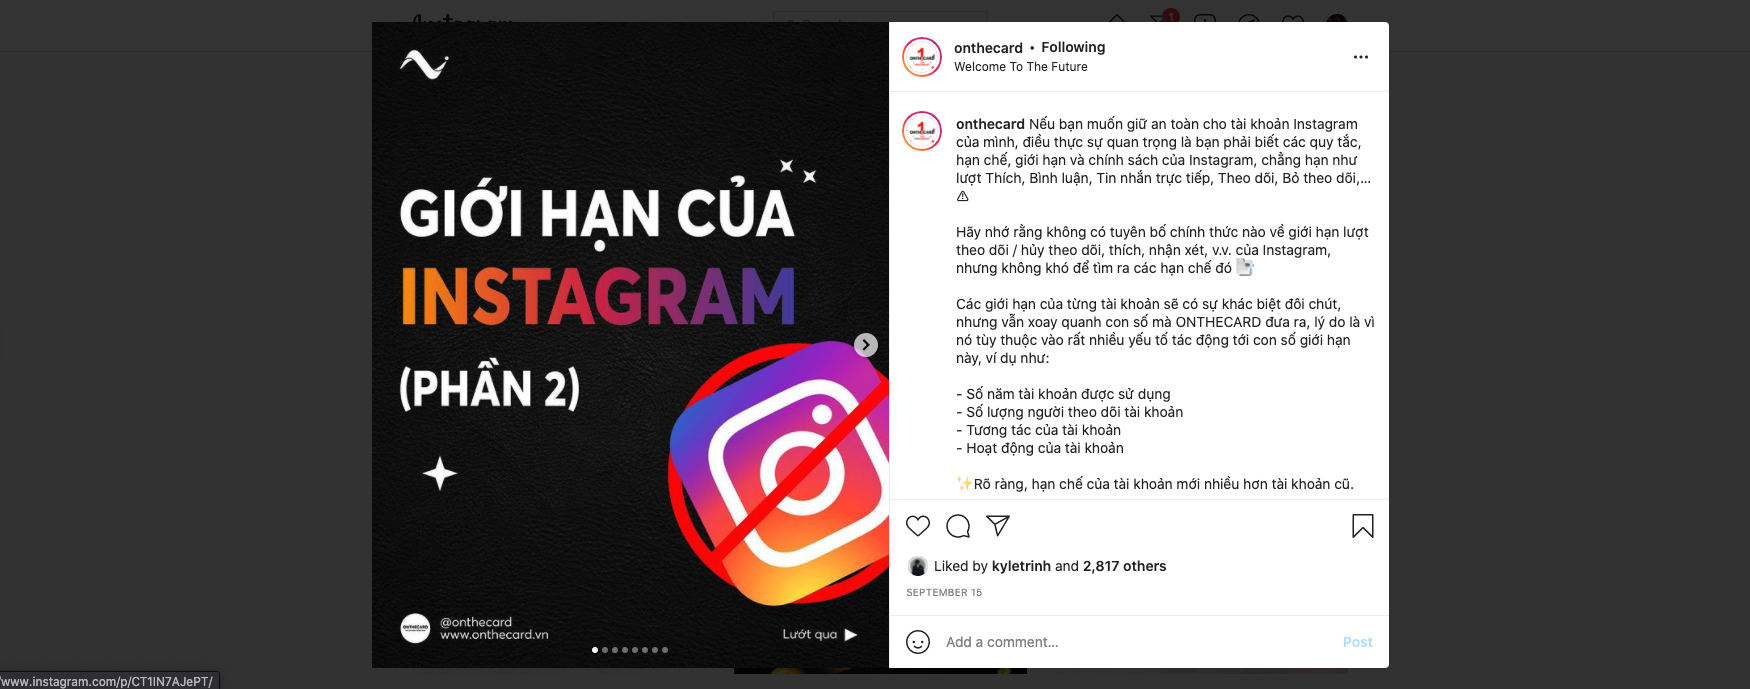 Instagram
1
GIỚI HẠN CỦA
INSTAGRAM
(PHẦN 2)
@onthecard
www.onthecard.vn
Lướt qua
onthecard • Following
Welcome To The Future
onthecard Nếu bạn muốn giữ an toàn cho tài khoản Instagram
của mình, điều thực sự quan trọng là bạn phải biết các quy tắc,
hạn chế, giới hạn và chính sách của Instagram, chẳng hạn như
lượt Thích, Bình luận, Tin nhắn trực tiếp, Theo dõi, Bỏ theo dõi,...
⚠
Hãy nhớ rằng không có tuyên bố chính thức nào về giới hạn lượt
theo dõi / hủy theo dõi, thích, nhận xét, v.v. của Instagram,
nhưng không khó để tìm ra các hạn chế đó
Các giới hạn của từng tài khoản sẽ có sự khác biệt đôi chút,
nhưng vẫn xoay quanh con số mà ONTHECARD đưa ra, lý do là vì
nó tùy thuộc vào rất nhiều yếu tố tác động tới con số giới hạn
này, ví dụ như:
- Số năm tài khoản được sử dụng
- Số lượng người theo dõi tài khoản
- Tương tác của tài khoản
- Hoạt động của tài khoản
✨Rõ ràng, hạn chế của tài khoản mới nhiều hơn tài khoản cũ.
Liked by kyletrinh and 2,817 others
SEPTEMBER 15
Add a comment...
Post
www.instagram.com/p/CT1IN7AJePT/